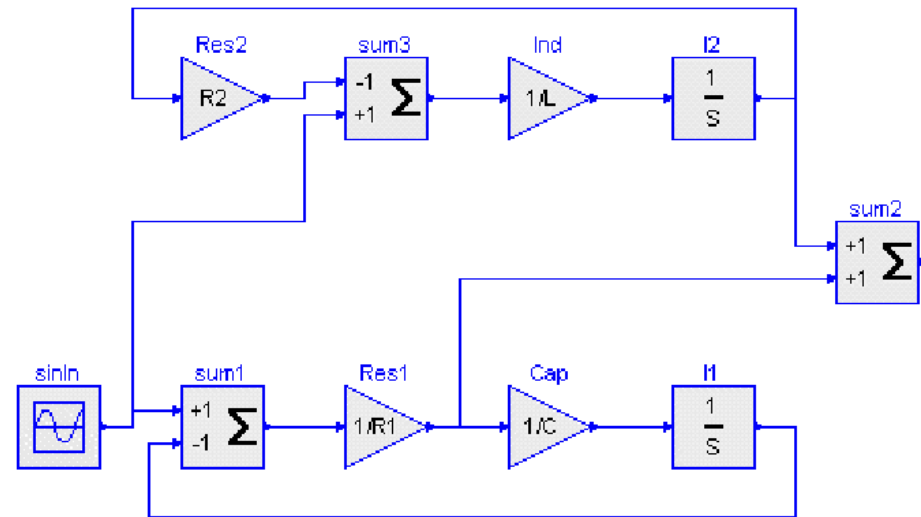 Res2
sum3
Ind
I2
R2
-1
+1
Σ
1/L
1
S
sum2
+1
+1
Σ
sinIn
sum1
Res1
Cap
I1
+1
-1
Σ
1/R1
1/C
1
S